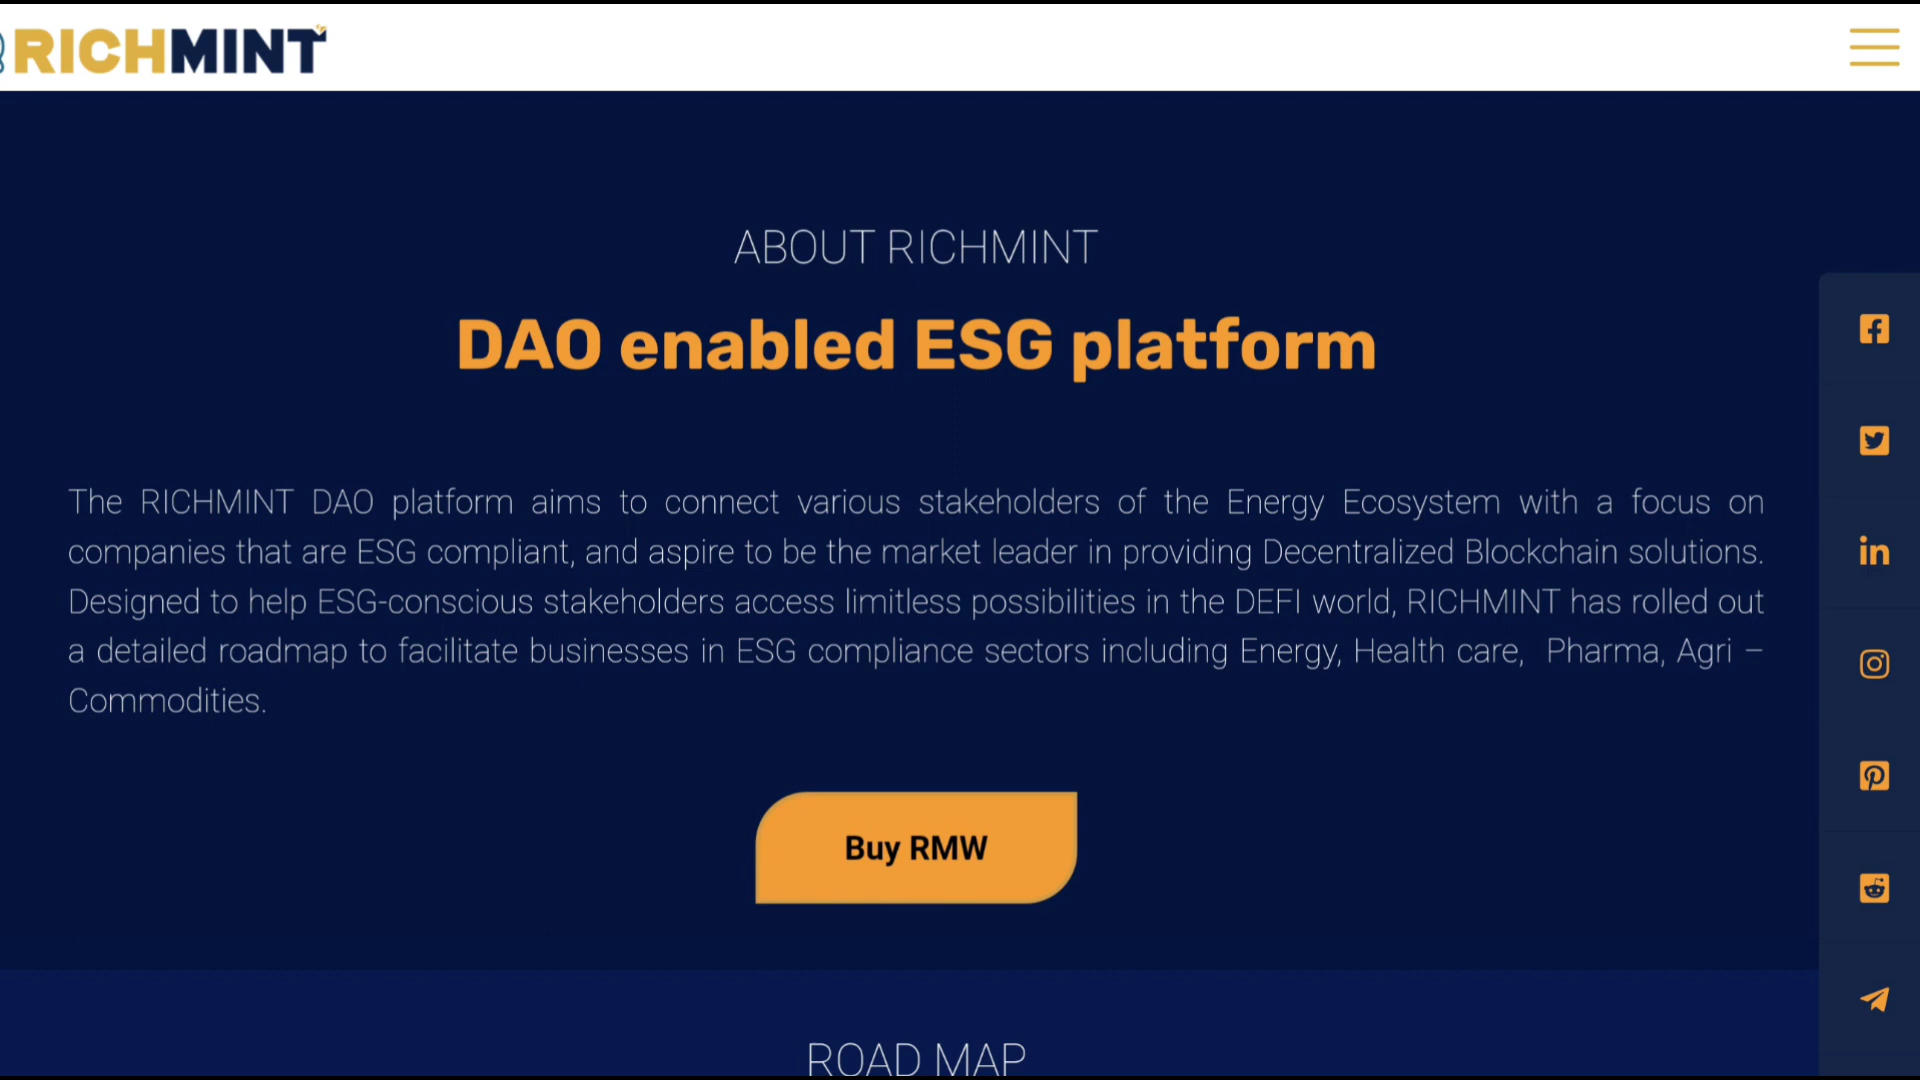 RICHMINT
ABOUT RICHMINT
DAO enabled ESG platform
The RICHMINT DAO platform aims to connect various stakeholders of the Energy Ecosystem with a focus on
companies that are ESG compliant, and aspire to be the market leader in providing Decentralized Blockchain solutions.
Designed to help ESG-conscious stakeholders access limitless possibilities in the DEFI world, RICHMINT has rolled out
a detailed roadmap to facilitate businesses in ESG compliance sectors including Energy, Health care, Pharma, Agri –
Commodities.
Buy RMW
ROAD MAP